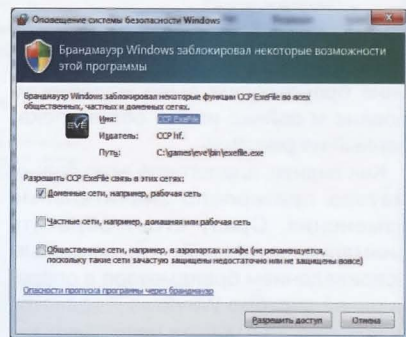 Оповещение системы безопасности Windows
Брандмауэр Windows заблокировал некоторые возможности
этой программы
Брандмауэр Windows заблокировал некоторые функции CCP ExeFile во всех
общественных, частных и доменных сетях.
EVE
Имя: CCP ExeFile
Издатель: CCP hf.
Путь: C:\games\eve\bin\exefile.exe
Разрешить CCP ExeFile связь в этих сетях:
Доменные сети, например, рабочая сеть
Частные сети, например, домашняя или рабочая сеть
Общественные сети, например, в аэропортах и кафе (не рекомендуется,
поскольку такие сети зачастую защищены недостаточно или не защищены вовсе)
Опасности пропуска программы через брандмауэр
Разрешить доступ Отмена